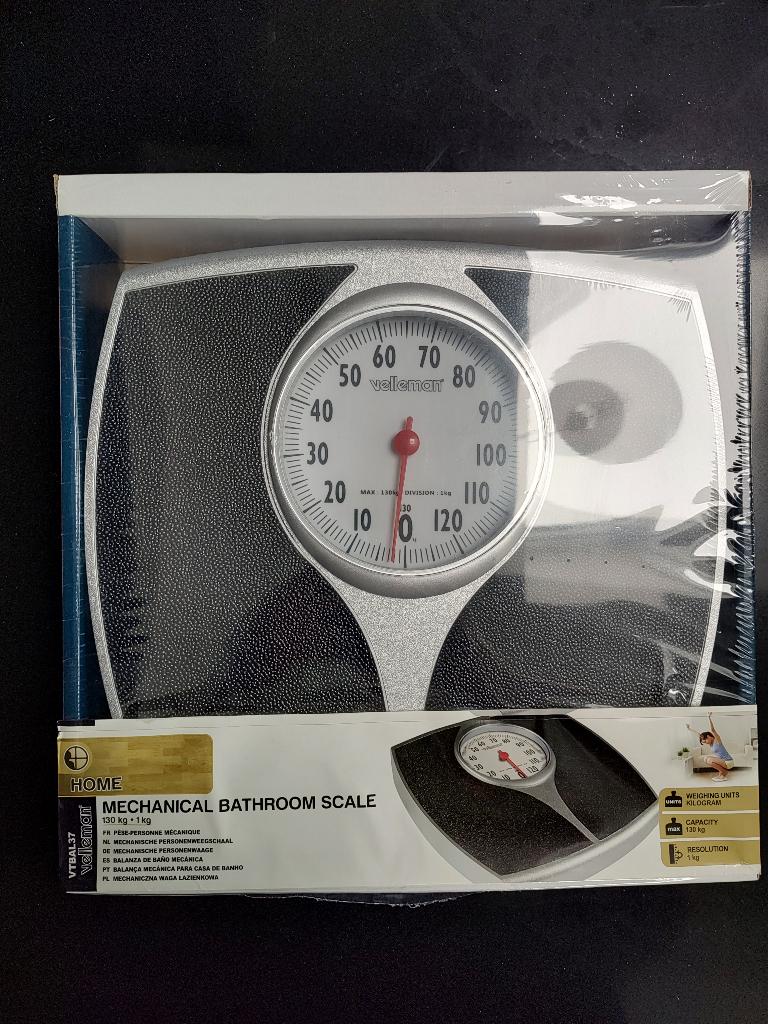 60 70
50 velleman® 80
40 90
30 100
20 MAX : 130kg DIVISION : 1kg 110
10 130 120
0
HOME
MECHANICAL BATHROOM SCALE
130 kg • 1 kg
FR PÈSE-PERSONNE MÉCANIQUE
NL MECHANISCHE PERSONENWEEGSCHAAL
DE MECHANISCHE PERSONENWAAGE
ES BALANZA DE BAÑO MECÁNICA
PT BALANÇA MECÂNICA PARA CASA DE BANHO
PL MECHANICZNA WAGA ŁAZIENKOWA
VTBAL37
velleman®
UNITS
WEIGHING UNITS
KILOGRAM
max
CAPACITY
130 kg
RESOLUTION
1 kg